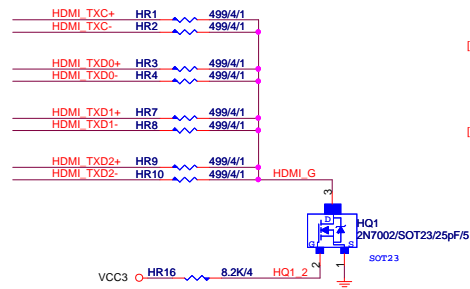 HDMI_TXC+ HR1 499/4/1
HDMI_TXC- HR2 499/4/1
HDMI_TXD0+ HR3 499/4/1
HDMI_TXD0- HR4 499/4/1
HDMI_TXD1+ HR7 499/4/1
HDMI_TXD1- HR8 499/4/1
HDMI_TXD2+ HR9 499/4/1
HDMI_TXD2- HR10 499/4/1 HDMI_G
3
D HQ1
G S 2N7002/SOT23/25pF/5
SOT23
2 1
VCC3 HR16 8.2K/4 HQ1_2